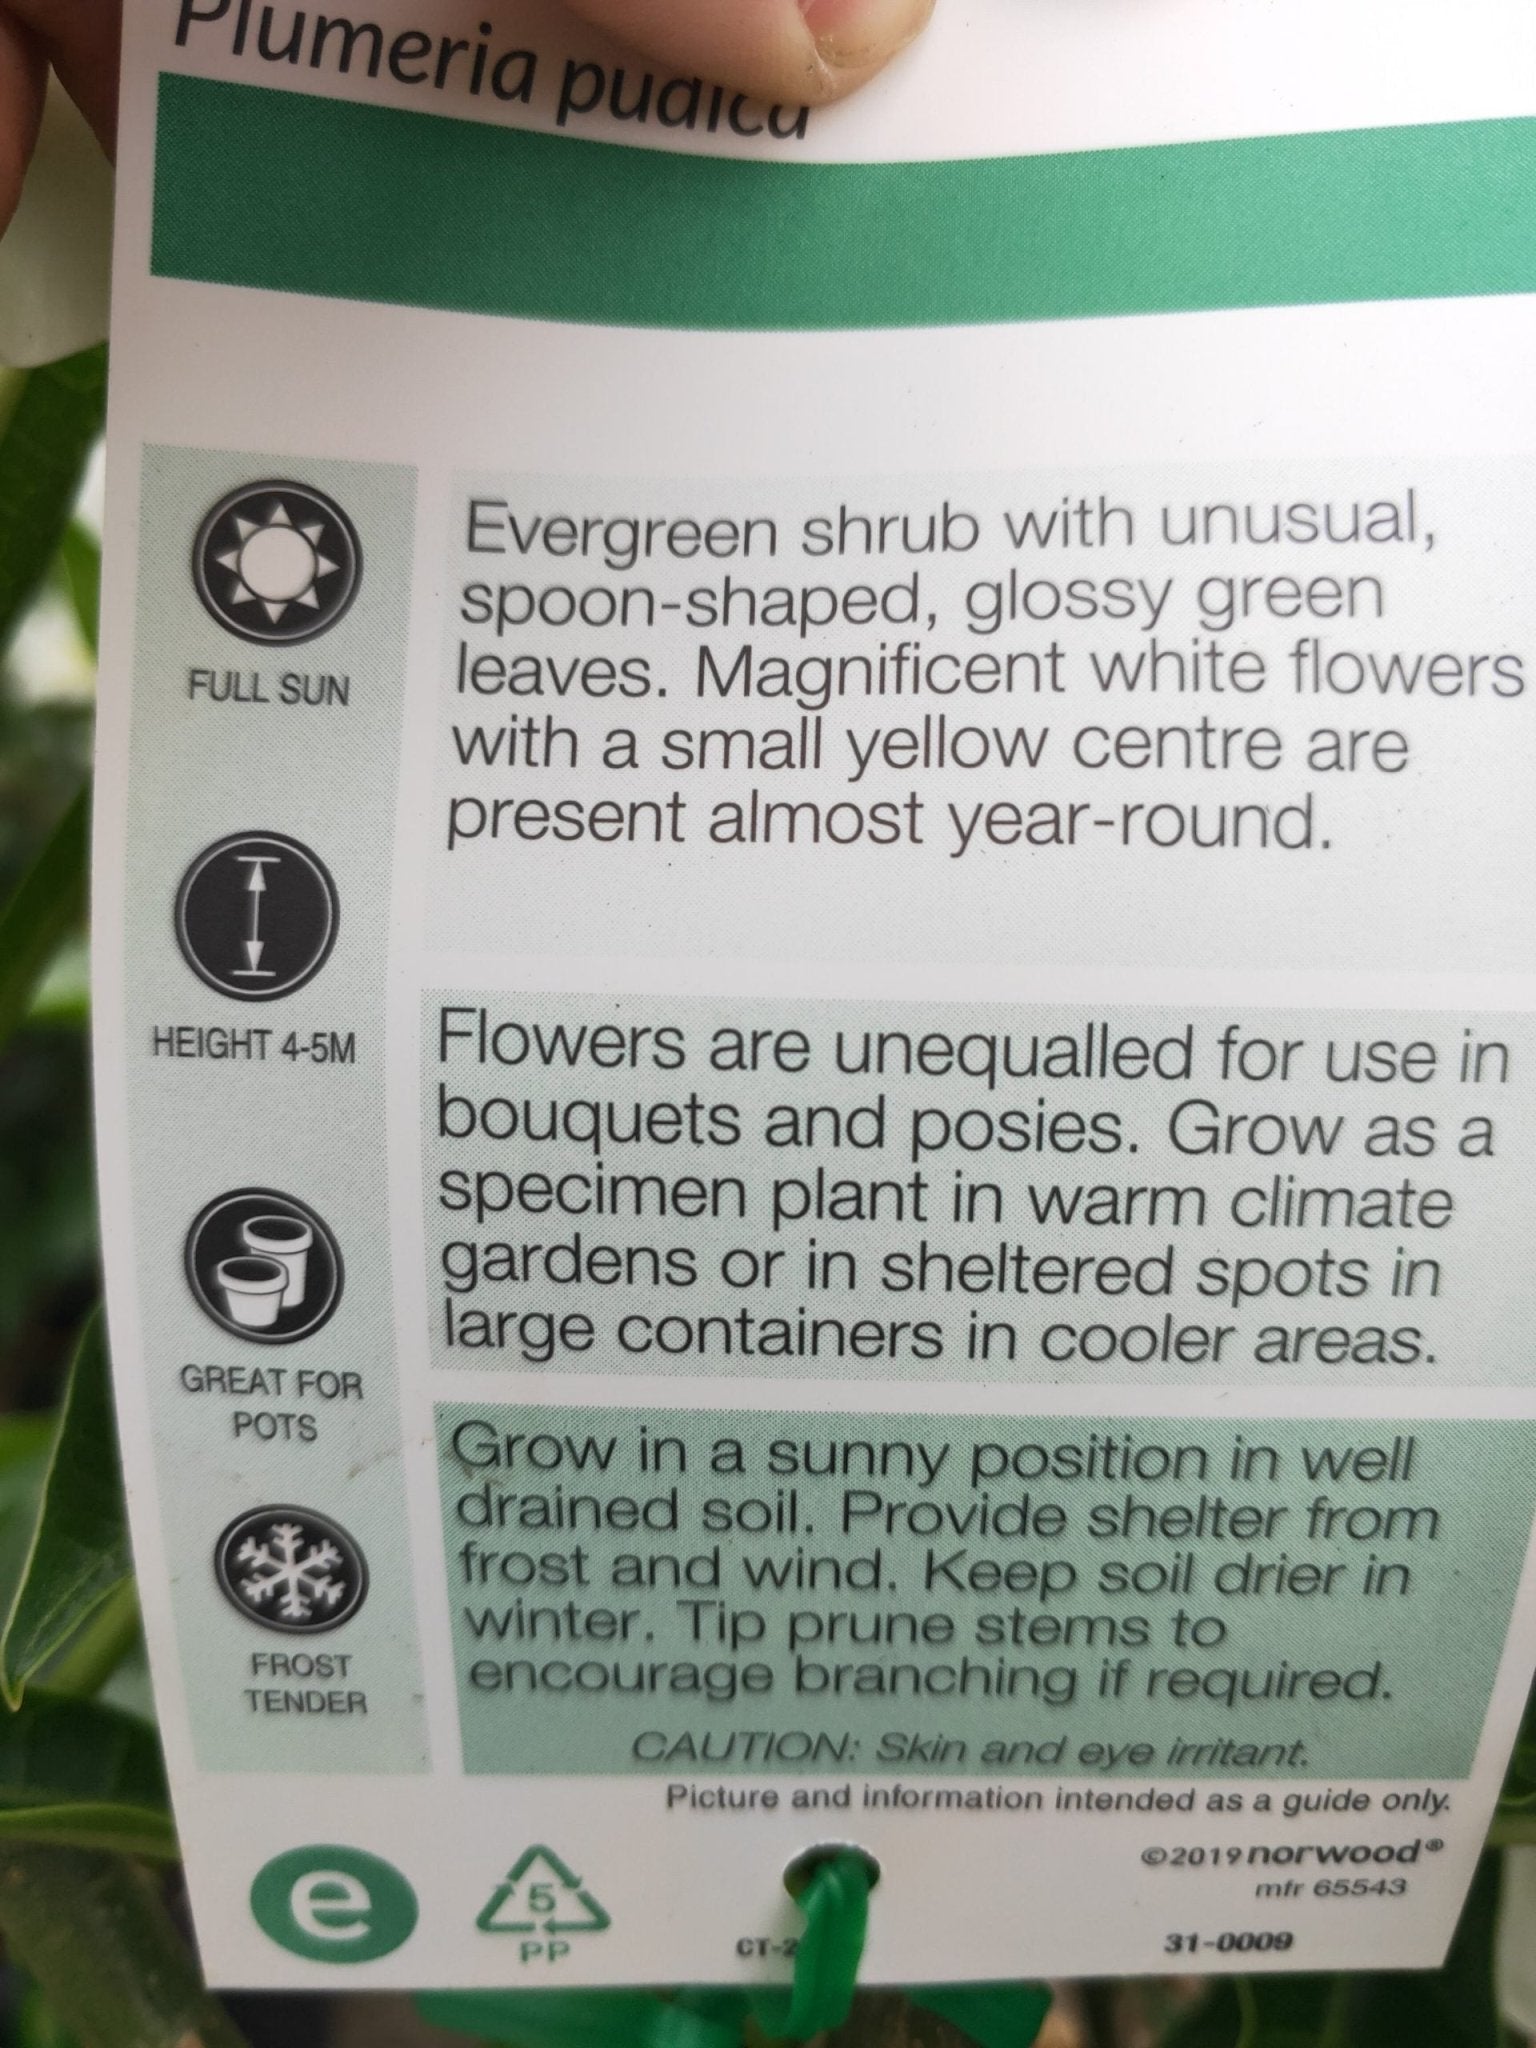 Plumeria pudica
FULL SUN
Evergreen shrub with unusual,
spoon-shaped, glossy green
leaves. Magnificent white flowers
with a small yellow centre are
present almost year-round.
HEIGHT 4-5M
Flowers are unequalled for use in
bouquets and posies. Grow as a
specimen plant in warm climate
gardens or in sheltered spots in
large containers in cooler areas.
GREAT FOR
POTS
Grow in a sunny position in well
drained soil. Provide shelter from
frost and wind. Keep soil drier in
winter. Tip prune stems to
encourage branching if required.
CAUTION: Skin and eye irritant.
FROST
TENDER
Picture and information intended as a guide only.
e
5
PP
©2019 norwood®
mfr 65543
31-0009